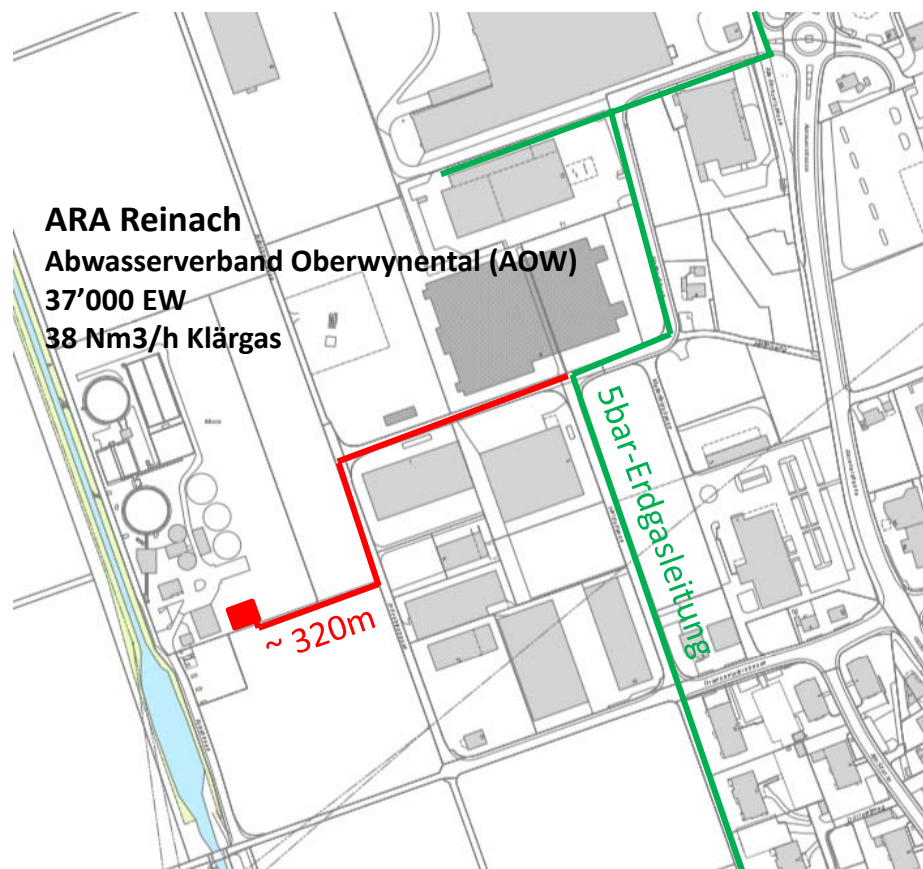 ARA Reinach
Abwasserverband Oberwynental (AOW)
37’000 EW
38 Nm3/h Klärgas
5bar-Erdgasleitung
~ 320m